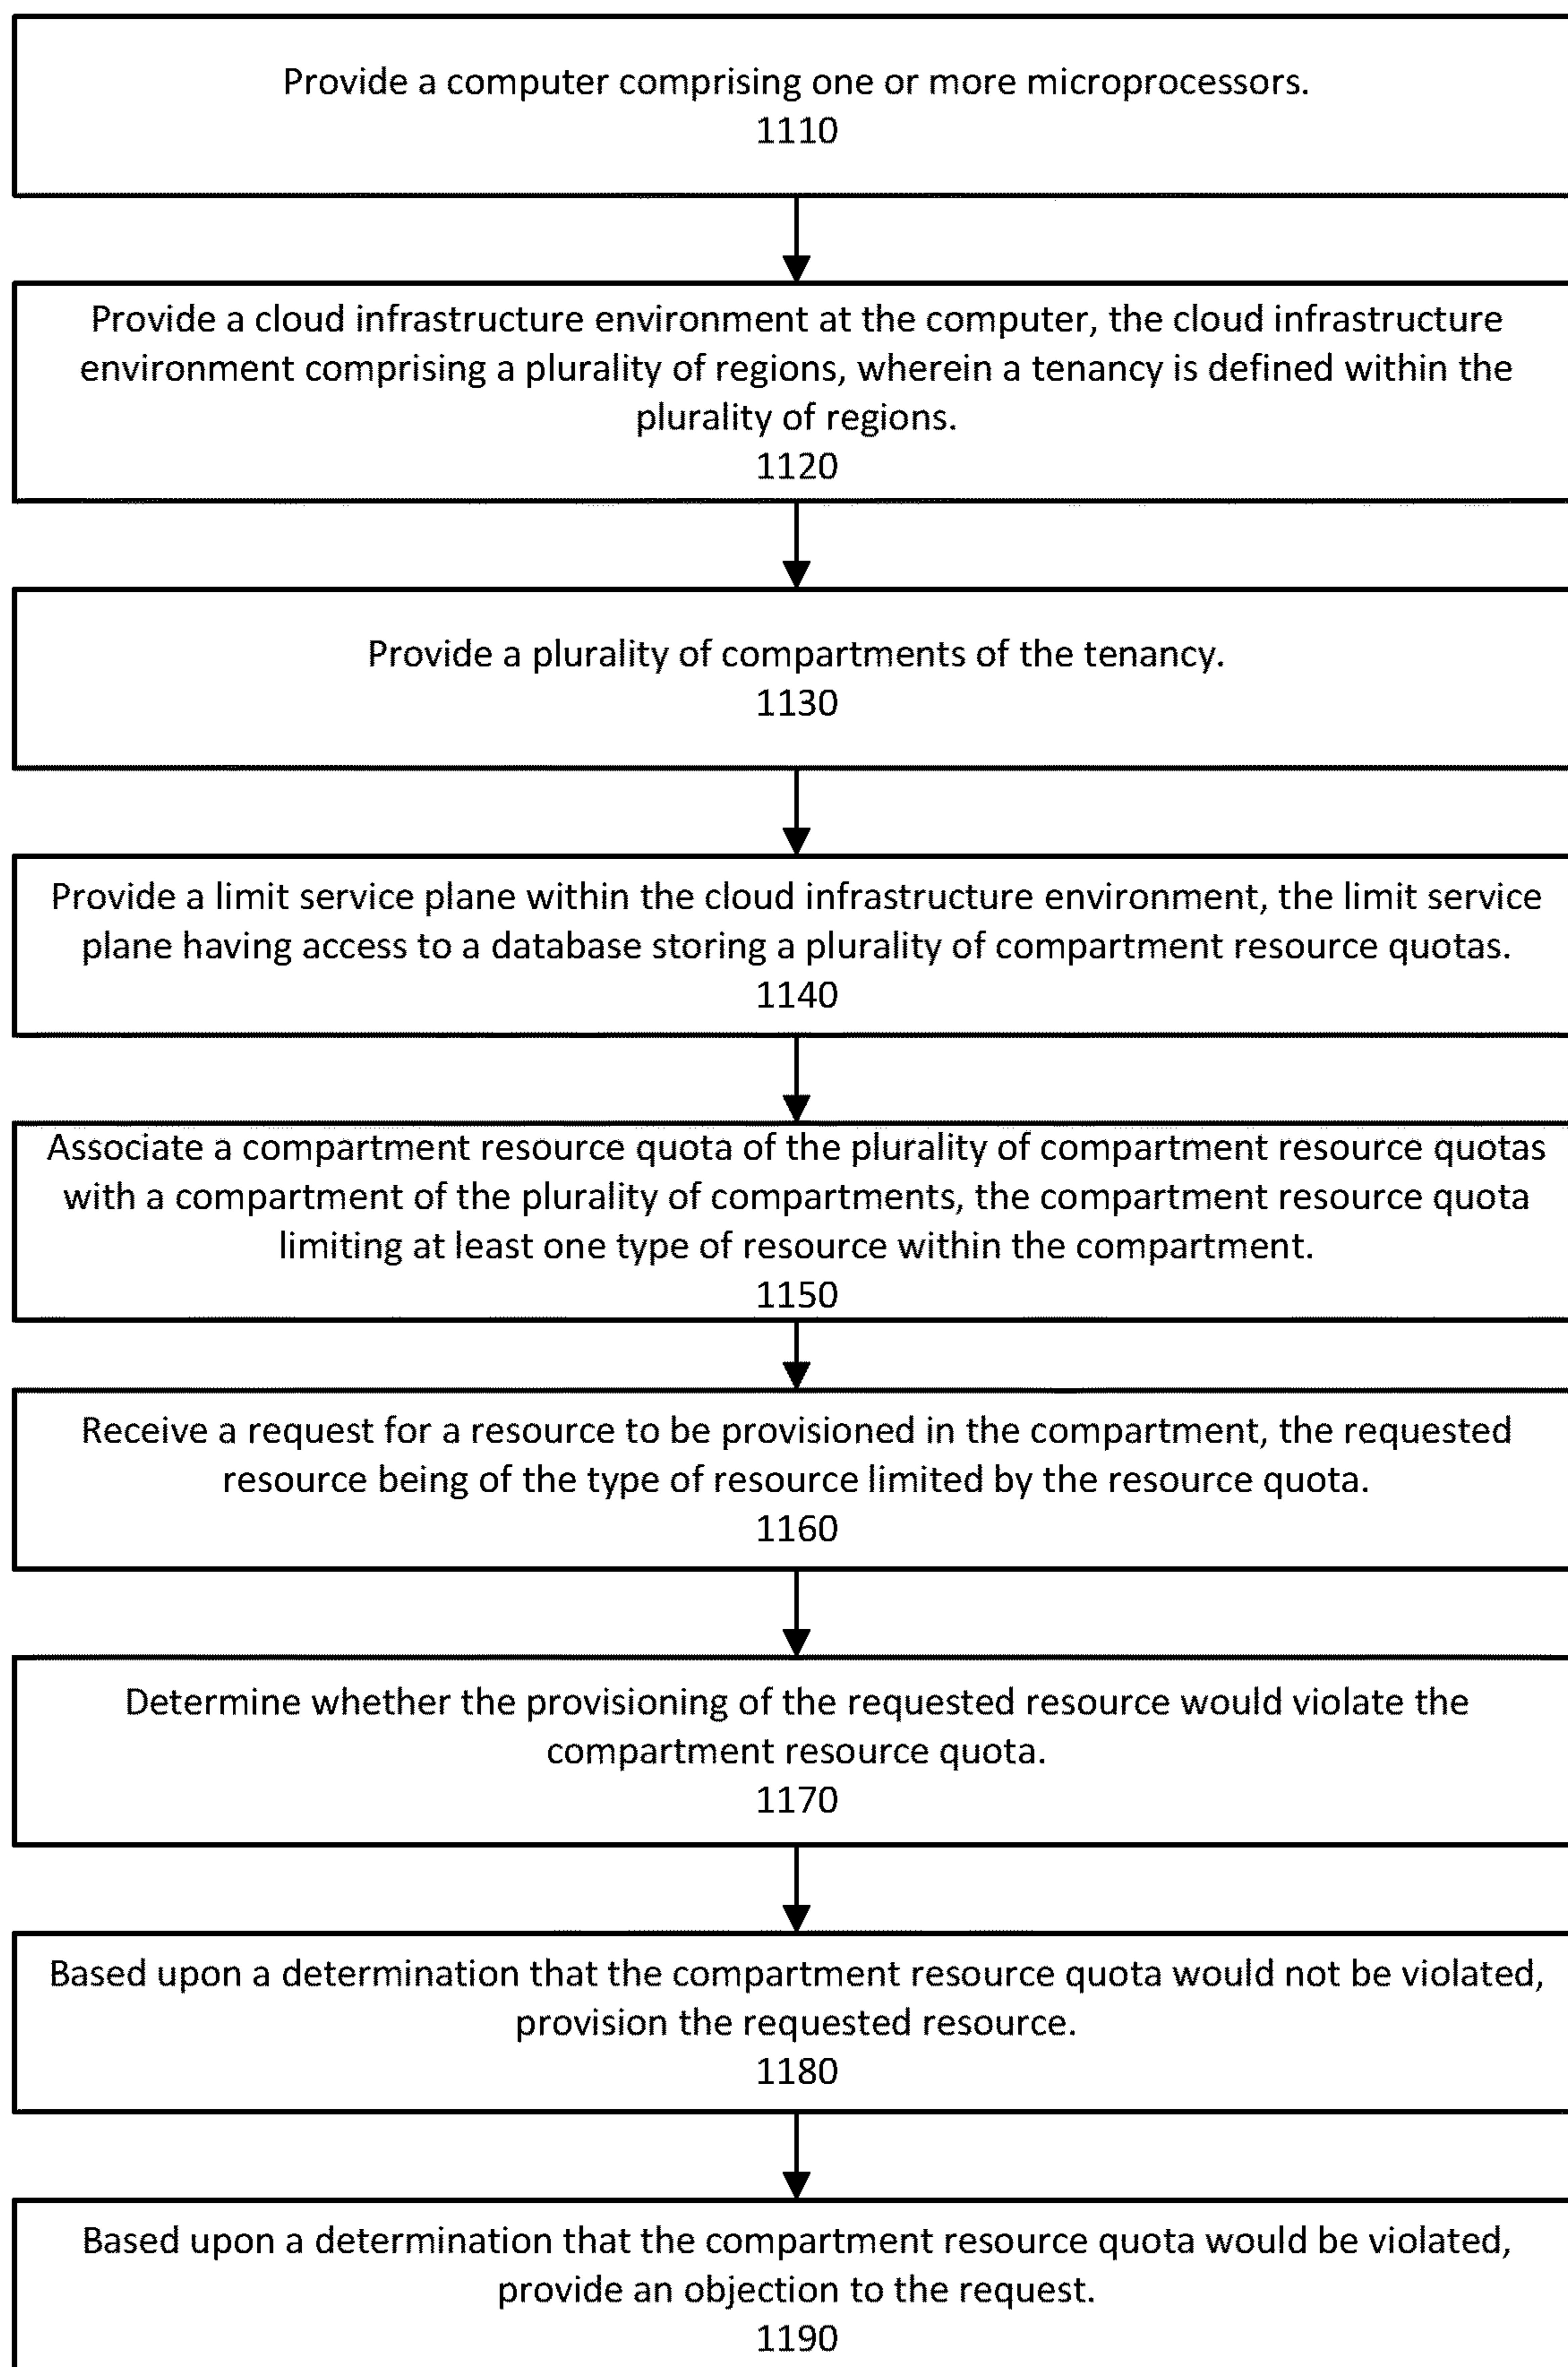 Provide a computer comprising one or more microprocessors.
1110
Provide a cloud infrastructure environment at the computer, the cloud infrastructure
environment comprising a plurality of regions, wherein a tenancy is defined within the
plurality of regions.
1120
Provide a plurality of compartments of the tenancy.
1130
Provide a limit service plane within the cloud infrastructure environment, the limit service
plane having access to a database storing a plurality of compartment resource quotas.
1140
Associate a compartment resource quota of the plurality of compartment resource quotas
with a compartment of the plurality of compartments, the compartment resource quota
limiting at least one type of resource within the compartment.
1150
Receive a request for a resource to be provisioned in the compartment, the requested
resource being of the type of resource limited by the resource quota.
1160
Determine whether the provisioning of the requested resource would violate the
compartment resource quota.
1170
Based upon a determination that the compartment resource quota would not be violated,
provision the requested resource.
1180
Based upon a determination that the compartment resource quota would be violated,
provide an objection to the request.
1190